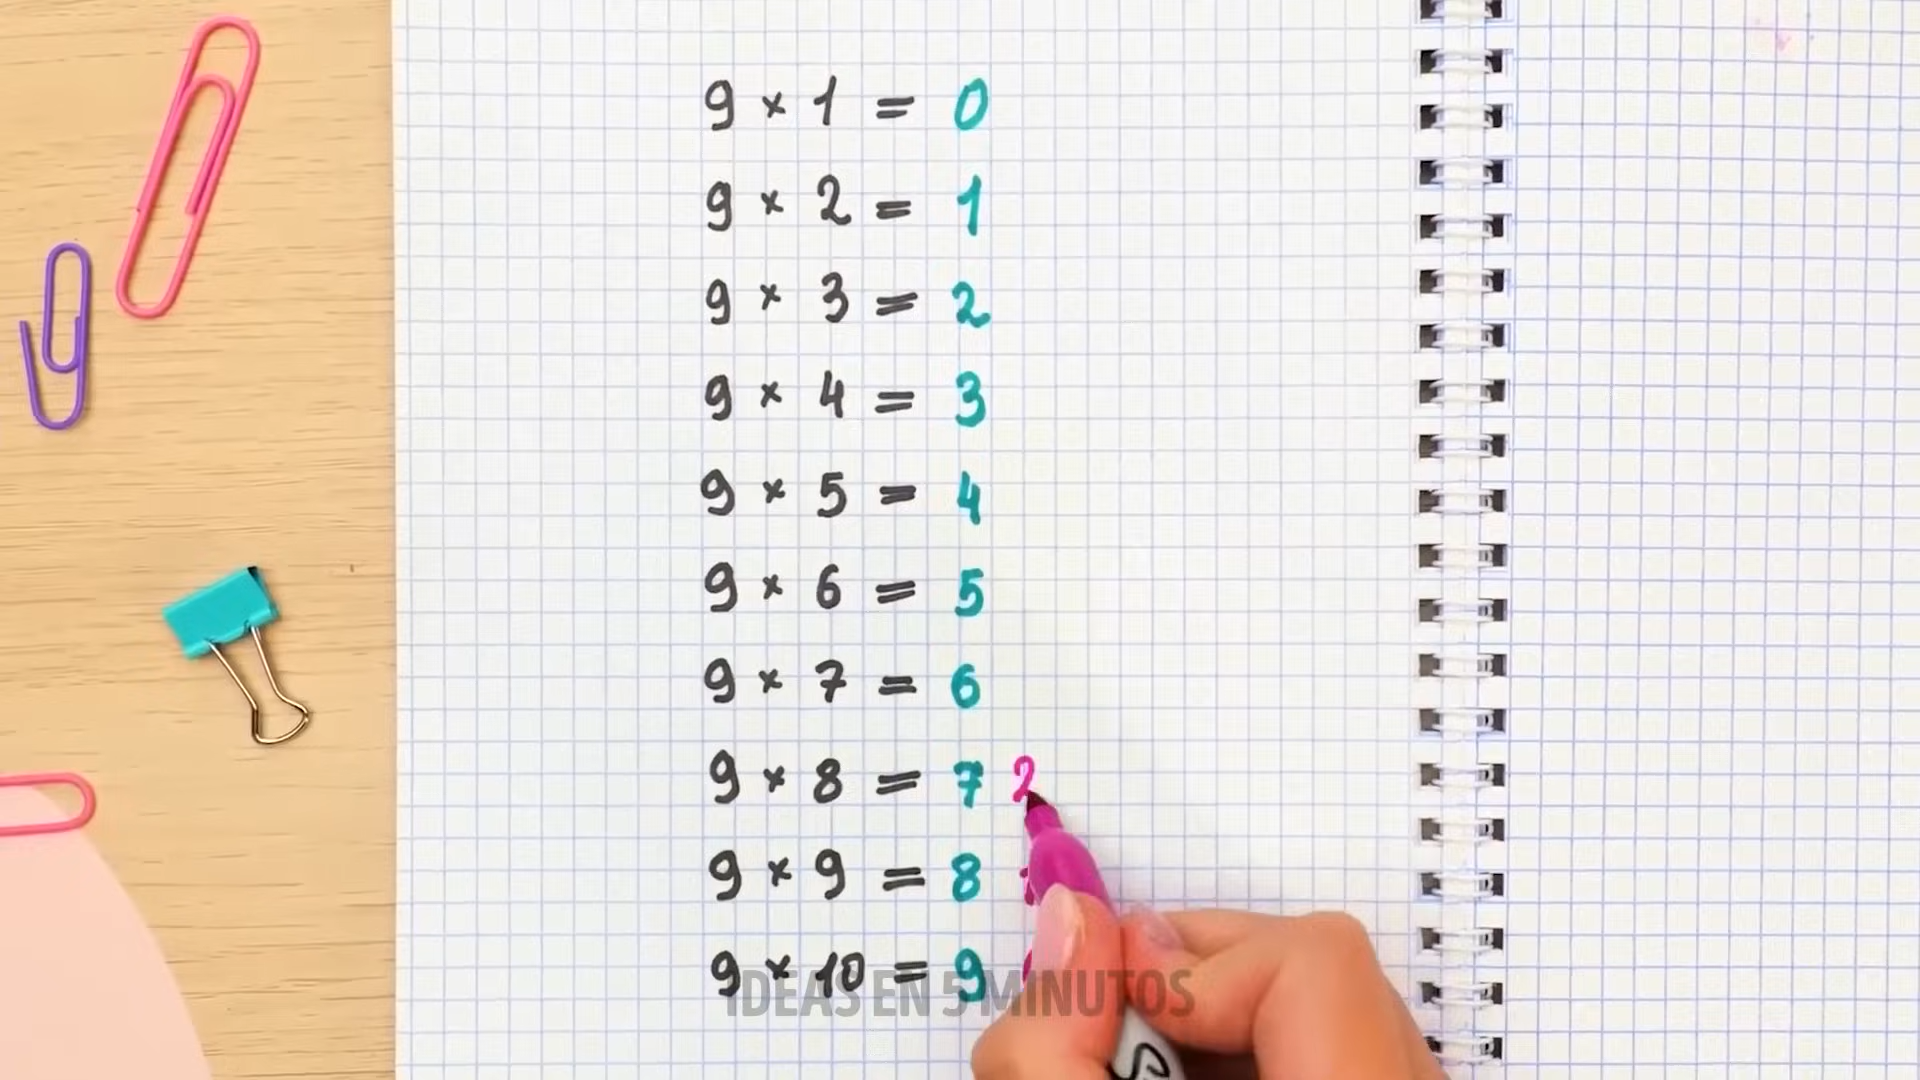 9 × 1 = 0
9 × 2 = 1
9 × 3 = 2
9 × 4 = 3
9 × 5 = 4
9 × 6 = 5
9 × 7 = 6
9 × 8 = 7 2
9 × 9 = 8
9 × 10 = 9
IDEAS EN 5 MINUTOS